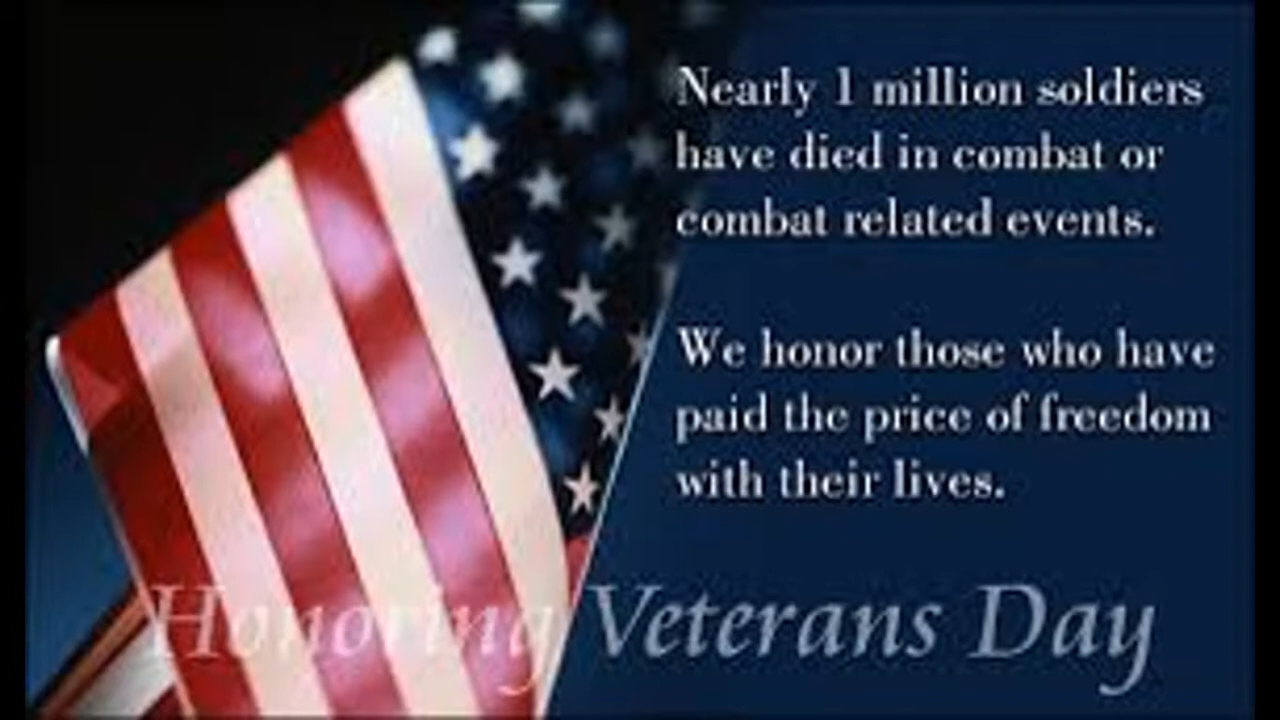 Nearly 1 million soldiers
have died in combat or
combat related events.
We honor those who have
paid the price of freedom
with their lives.
Honoring Veterans Day